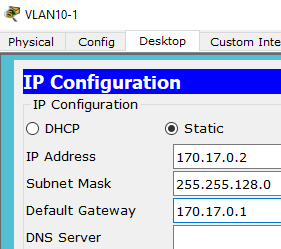 VLAN10-1
Physical Config Desktop Custom Inte
IP Configuration
IP Configuration
DHCP Static
IP Address 170.17.0.2
Subnet Mask 255.255.128.0
Default Gateway 170.17.0.1
DNS Server